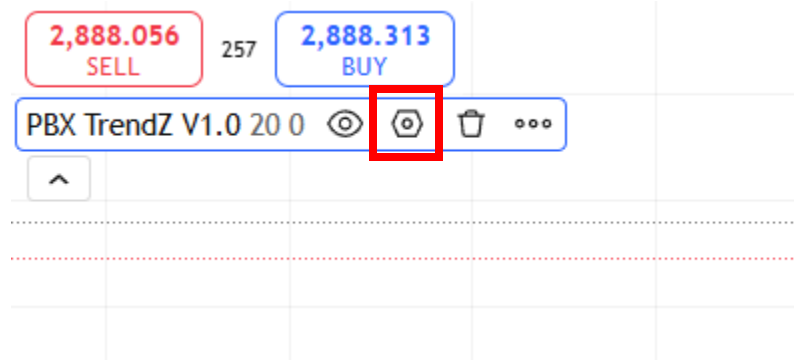 2,888.056
SELL
257
2,888.313
BUY
PBX TrendZ V1.0 20 0